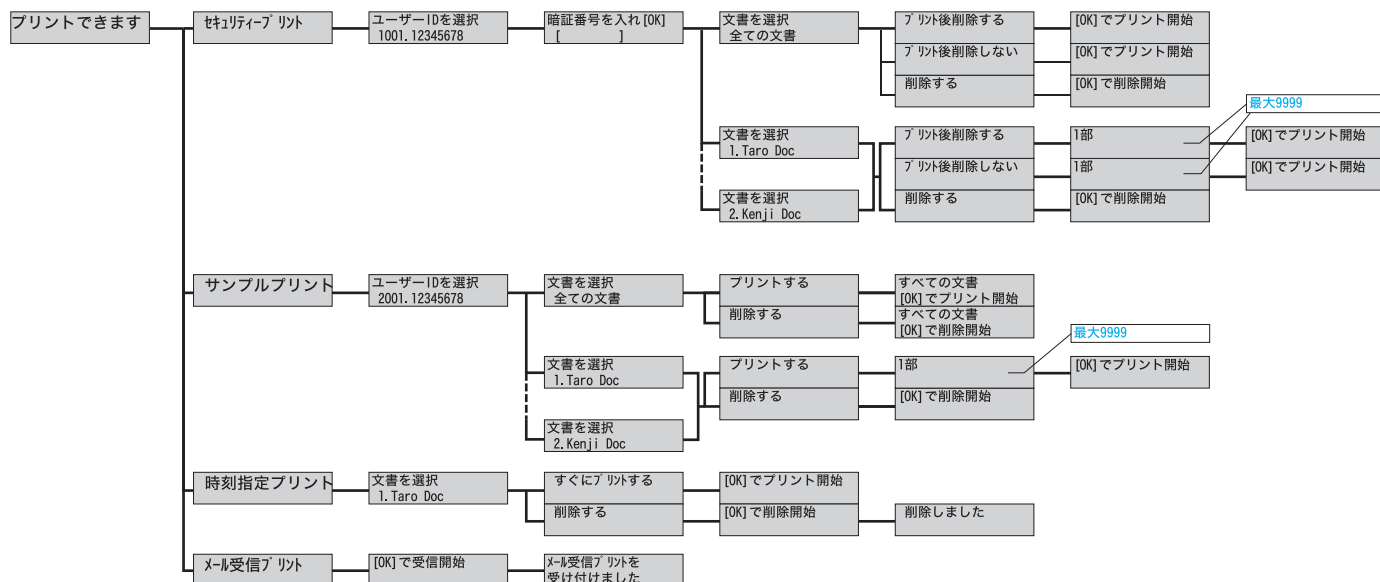 プリントできます
ｾｷｭﾘﾃｨｰﾌﾟﾘﾝﾄ
ユーザーIDを選択
1001.12345678
暗証番号を入れ[OK]
[ ]
文書を選択
全ての文書
ﾌﾟﾘﾝﾄ後削除する
[OK]でプリント開始
ﾌﾟﾘﾝﾄ後削除しない
[OK]でプリント開始
削除する
[OK]で削除開始
最大9999
文書を選択
1.Taro Doc
ﾌﾟﾘﾝﾄ後削除する
1部
[OK]でプリント開始
ﾌﾟﾘﾝﾄ後削除しない
1部
[OK]でプリント開始
文書を選択
2.Kenji Doc
削除する
[OK]で削除開始
サンプルプリント
ユーザーIDを選択
2001.12345678
文書を選択
全ての文書
プリントする
すべての文書
[OK]でプリント開始
削除する
すべての文書
[OK]で削除開始
最大9999
文書を選択
1.Taro Doc
プリントする
1部
[OK]でプリント開始
削除する
[OK]で削除開始
文書を選択
2.Kenji Doc
時刻指定プリント
文書を選択
1.Taro Doc
すぐにﾌﾟﾘﾝﾄする
[OK]でプリント開始
削除する
[OK]で削除開始
削除しました
ﾒｰﾙ受信ﾌﾟﾘﾝﾄ
[OK]で受信開始
ﾒｰﾙ受信ﾌﾟﾘﾝﾄを
受け付けました